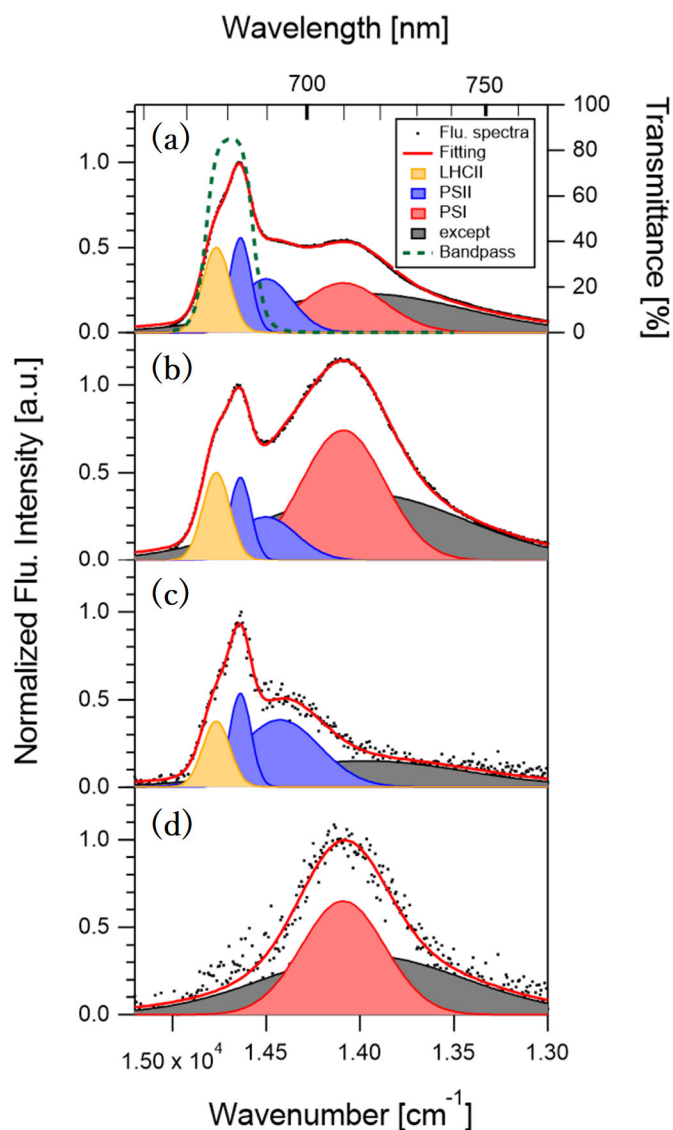 Wavelength [nm]
700 750
(a)
1.0
0.5
0.0
100
80
60
40
20
0
Transmittance [%]
Flu. spectra
Fitting
LHCII
PSII
PSI
except
Bandpass
(b)
1.0
0.5
0.0
Normalized Flu. Intensity [a.u.]
(c)
1.0
0.5
0.0
(d)
1.0
0.5
0.0
1.50 x 10⁴ 1.45 1.40 1.35 1.30
Wavenumber [cm⁻¹]